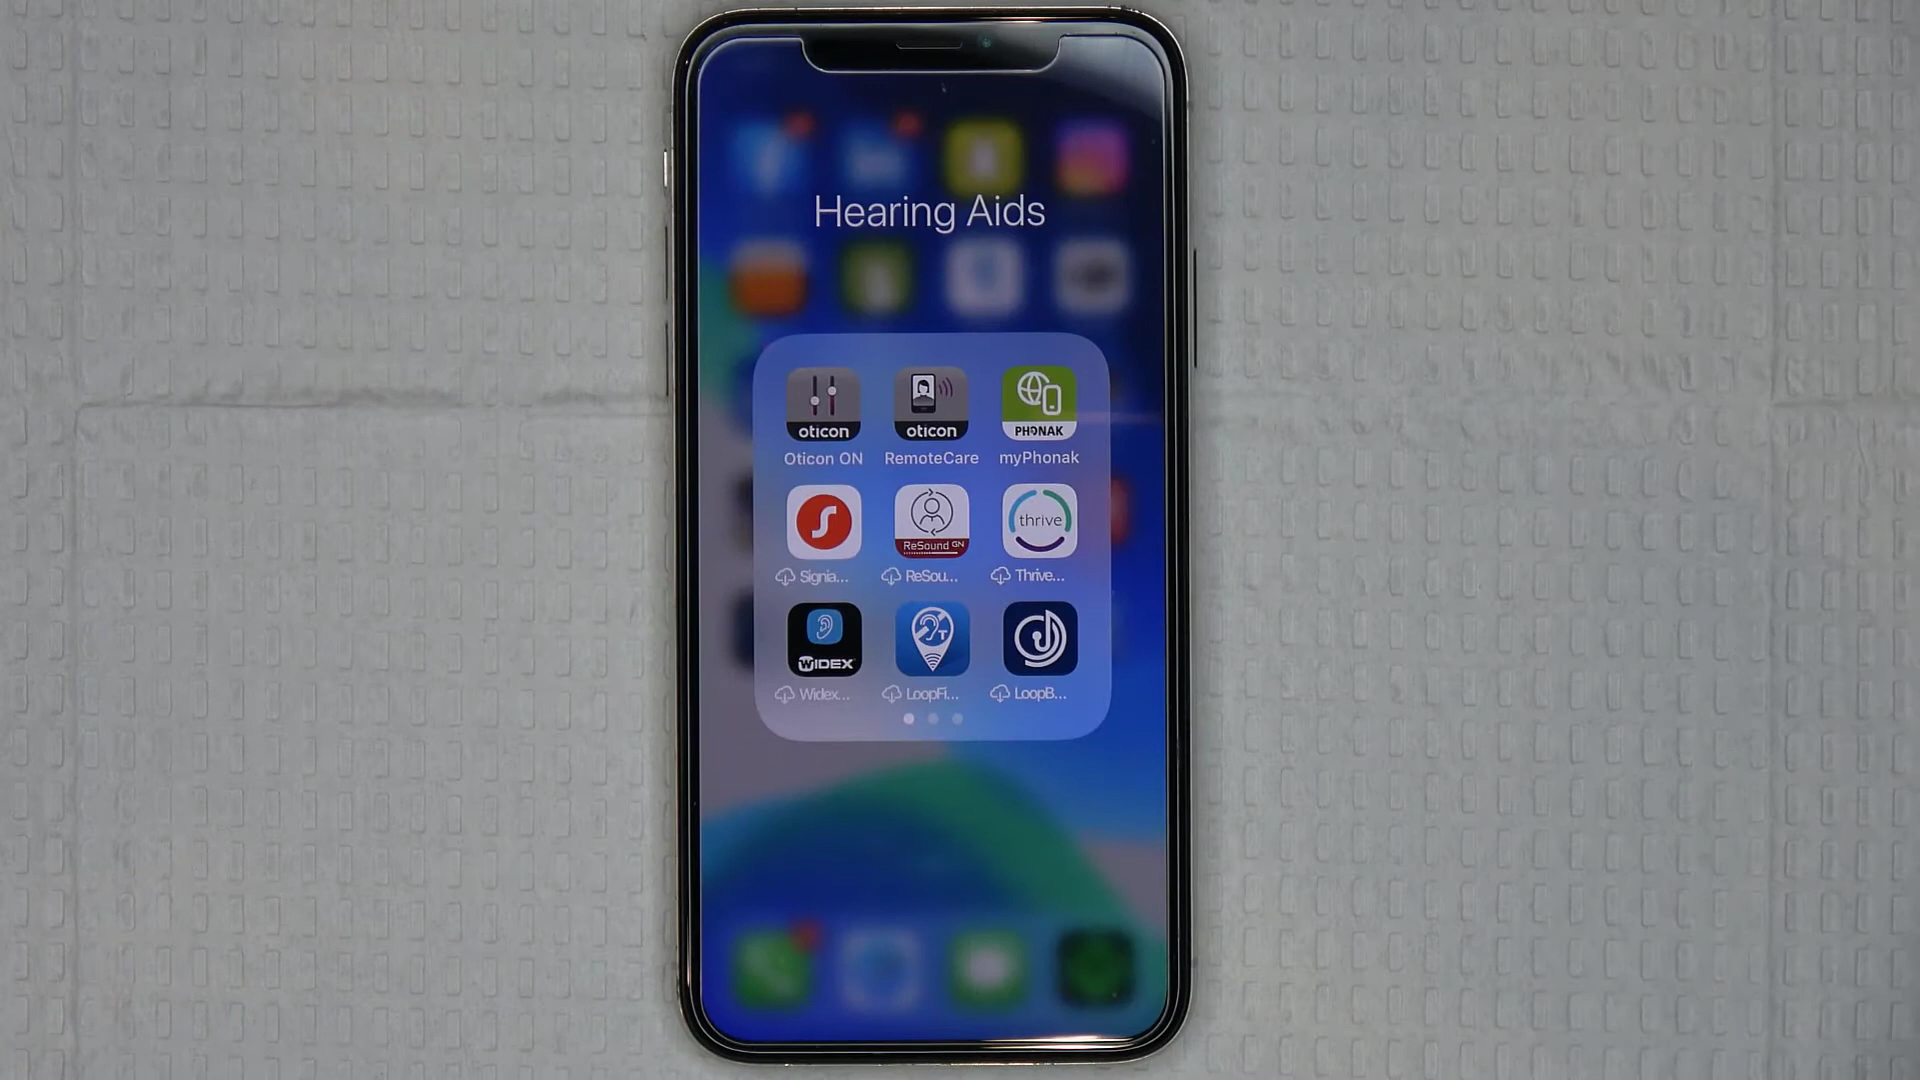 Hearing Aids
oticon
oticon
PHONAK
Oticon ON
RemoteCare
myPhonak
ReSound GN
thrive
Signia...
ReSou...
Thrive...
WIDEX
T
Widex...
LoopFi...
LoopB...